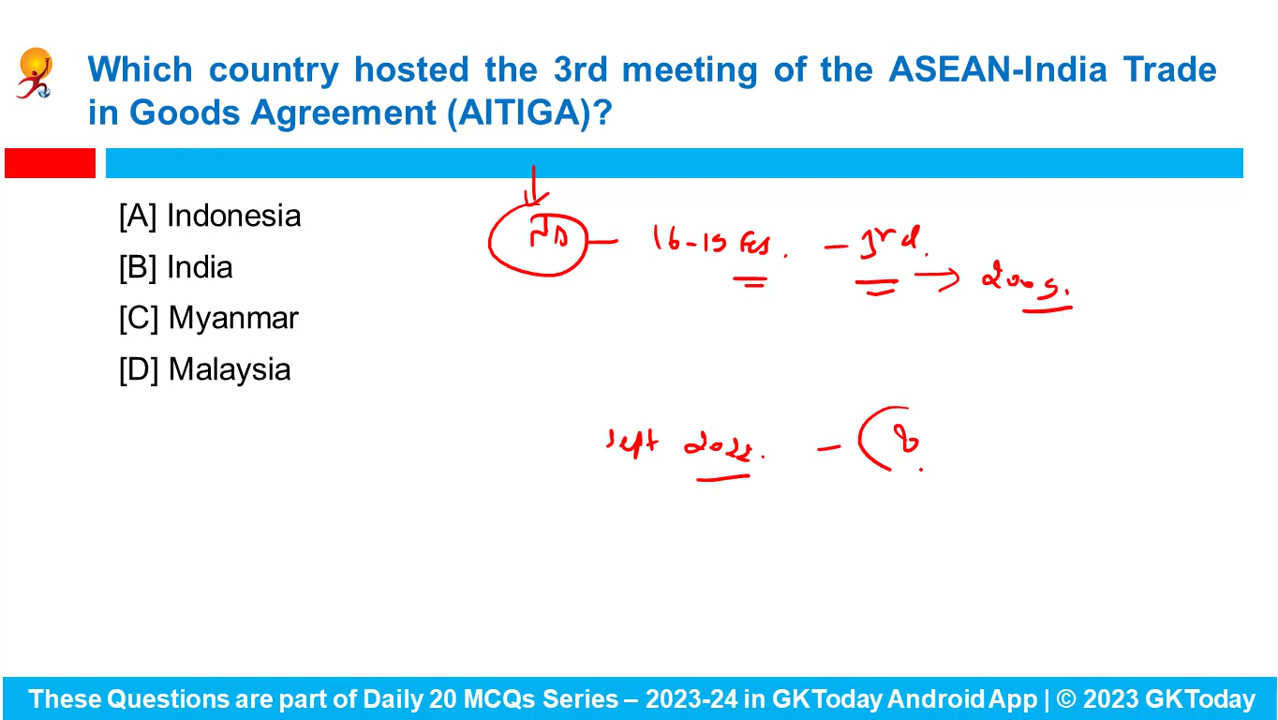 Which country hosted the 3rd meeting of the ASEAN-India Trade
in Goods Agreement (AITIGA)?
[A] Indonesia
ND – 16-19 Feb. – 3rd. → 2009.
[B] India
[C] Myanmar
[D] Malaysia
Sept 2022. – (8
These Questions are part of Daily 20 MCQs Series – 2023-24 in GKToday Android App | © 2023 GKToday